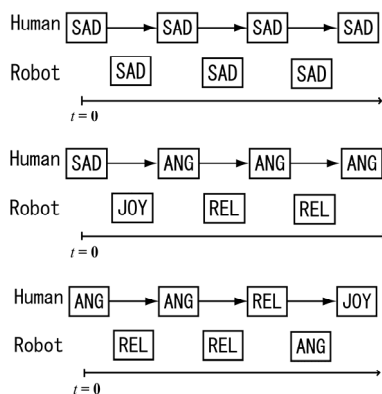 Human SAD SAD SAD SAD
Robot SAD SAD SAD
t = 0
Human SAD ANG ANG ANG
Robot JOY REL REL
t = 0
Human ANG ANG REL JOY
Robot REL REL ANG
t = 0